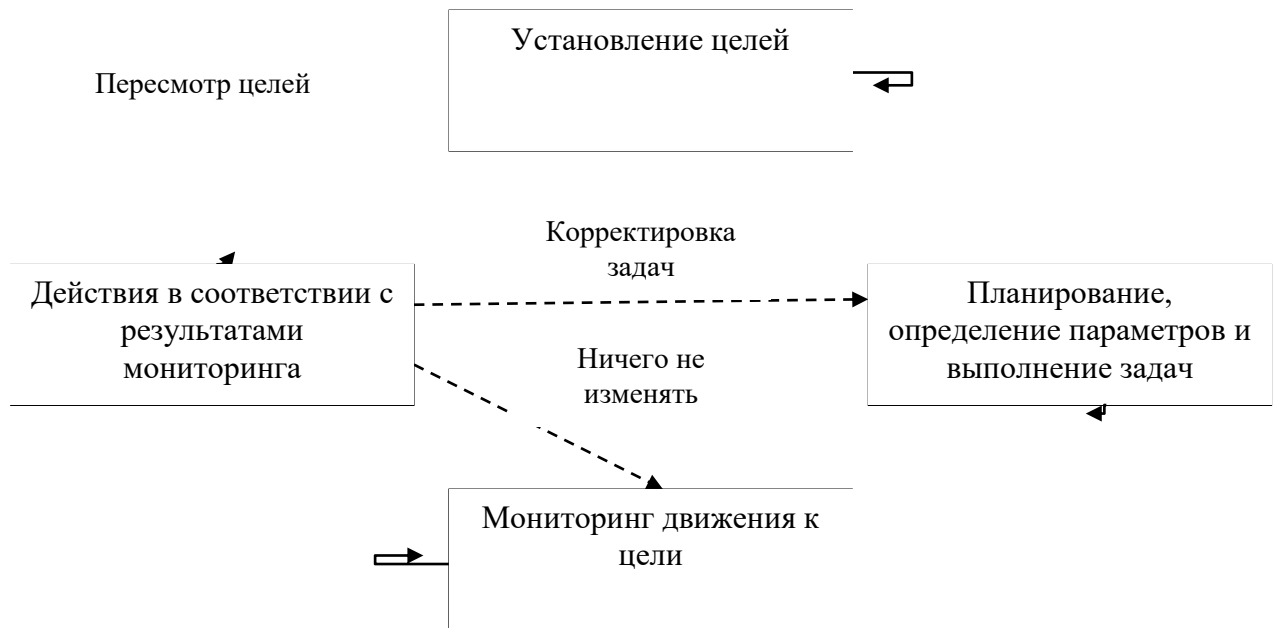 Установление целей
Пересмотр целей
Корректировка
задач
Действия в соответствии с
результатами
мониторинга
Планирование,
определение параметров и
выполнение задач
Ничего не
изменять
Мониторинг движения к
цели